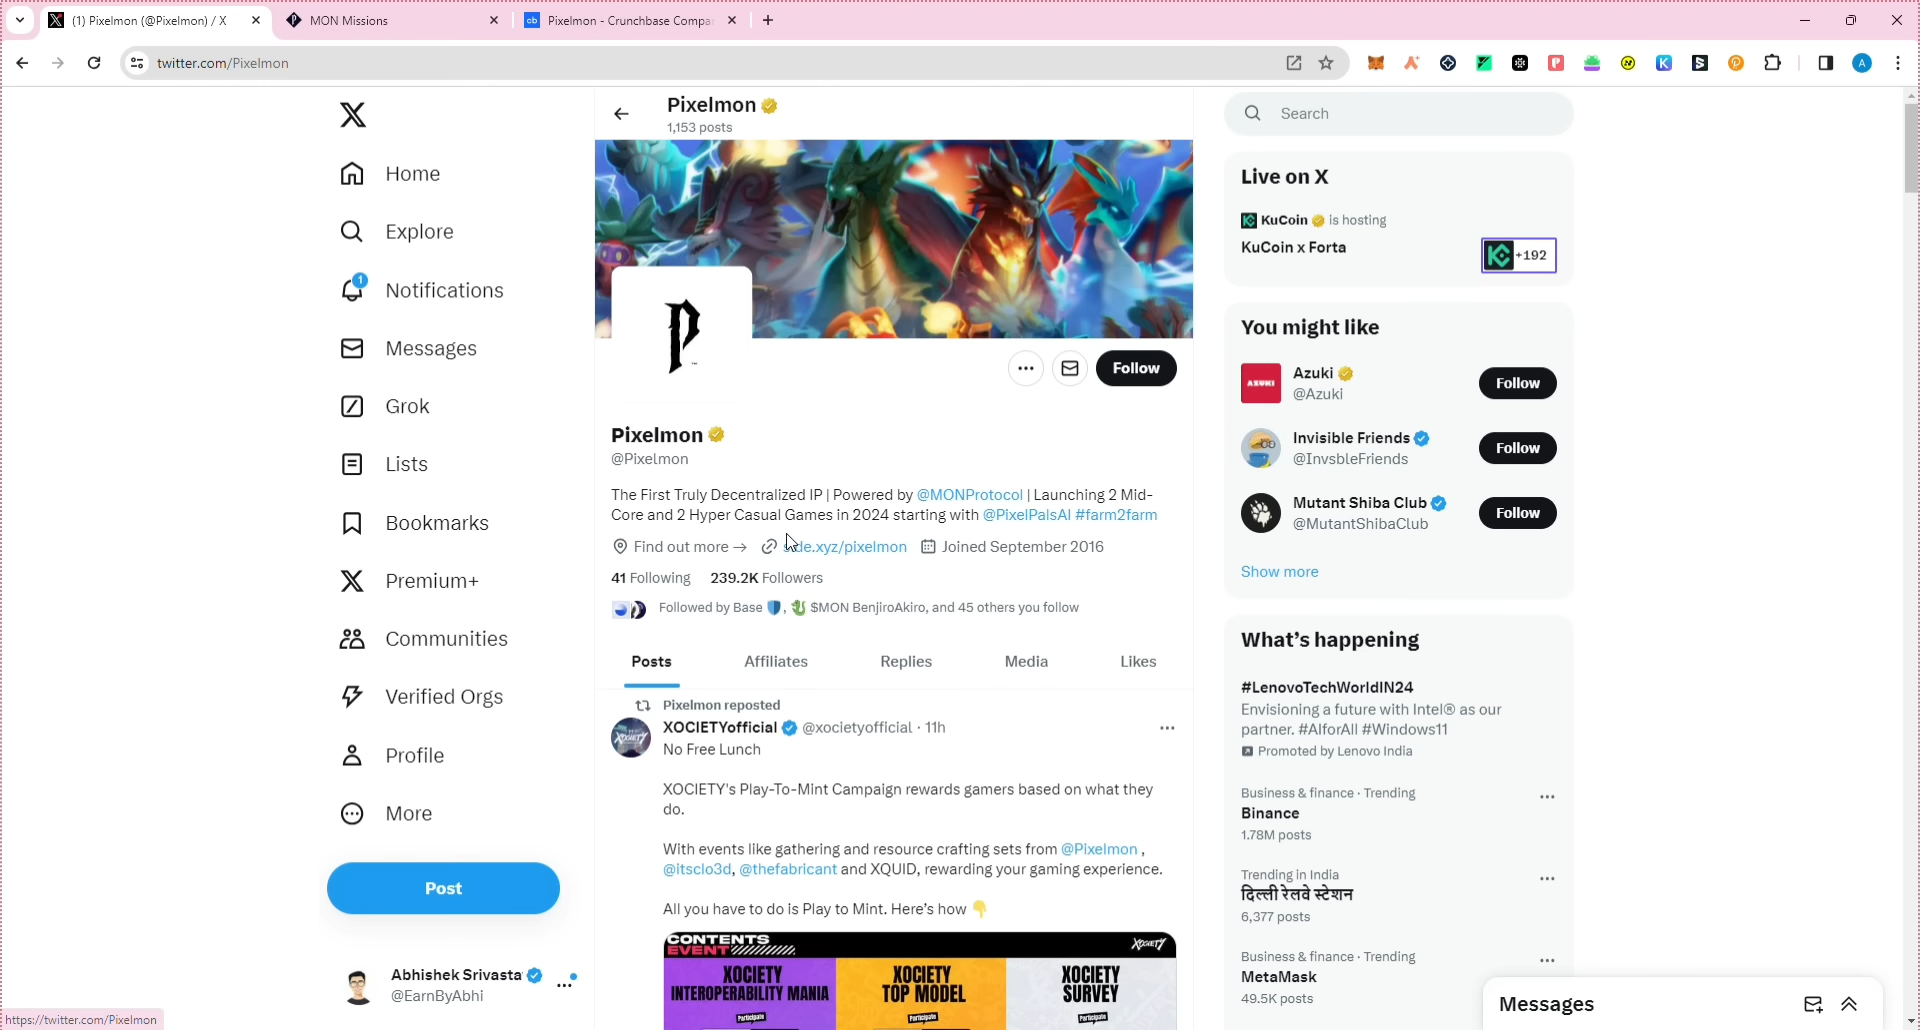 (1) Pixelmon (@Pixelmon) / X
MON Missions
Pixelmon - Crunchbase Compa
twitter.com/Pixelmon
A
Pixelmon
1,153 posts
Search
Home
Explore
1
Notifications
Messages
Grok
Lists
Bookmarks
Premium+
Communities
Verified Orgs
Profile
More
Post
Abhishek Srivasta
@EarnByAbhi
https://twitter.com/Pixelmon
Follow
Pixelmon
@Pixelmon
The First Truly Decentralized IP | Powered by @MONProtocol | Launching 2 Mid-
Core and 2 Hyper Casual Games in 2024 starting with @PixelPalsAI #farm2farm
Find out more → de.xyz/pixelmon Joined September 2016
41 Following 239.2K Followers
Followed by Base , $MON BenjiroAkiro, and 45 others you follow
Posts Affiliates Replies Media Likes
Pixelmon reposted
XOCIETYofficial @xocietyofficial · 11h
No Free Lunch
XOCIETY's Play-To-Mint Campaign rewards gamers based on what they
do.
With events like gathering and resource crafting sets from @Pixelmon ,
@itsclo3d, @thefabricant and XQUID, rewarding your gaming experience.
All you have to do is Play to Mint. Here's how 👇
CONTENTS
EVENT
XOCIETY
XOCIETY
INTEROPERABILITY MANIA
Participate
XOCIETY
TOP MODEL
Participate
XOCIETY
SURVEY
Participate
Live on X
KuCoin is hosting
KuCoin x Forta
+192
You might like
AZUKI
Azuki
@Azuki
Follow
Invisible Friends
@InvsbleFriends
Follow
Mutant Shiba Club
@MutantShibaClub
Follow
Show more
What's happening
#LenovoTechWorldIN24
Envisioning a future with Intel® as our
partner. #AIforAll #Windows11
Promoted by Lenovo India
Business & finance · Trending
Binance
1.78M posts
Trending in India
दिल्ली रेलवे स्टेशन
6,377 posts
Business & finance · Trending
MetaMask
49.5K posts
Messages